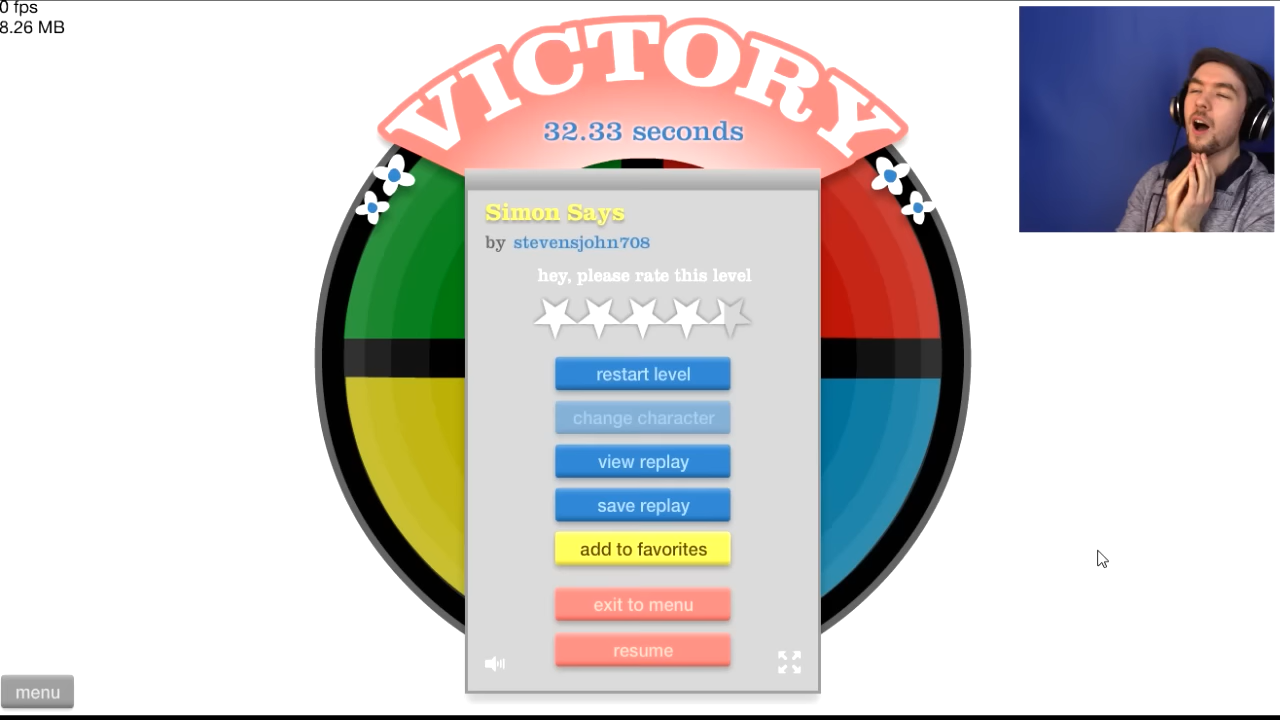 0 fps
8.26 MB
VICTORY
32.33 seconds
Simon Says
by stevensjohn708
hey, please rate this level
restart level
change character
view replay
save replay
add to favorites
exit to menu
resume
menu